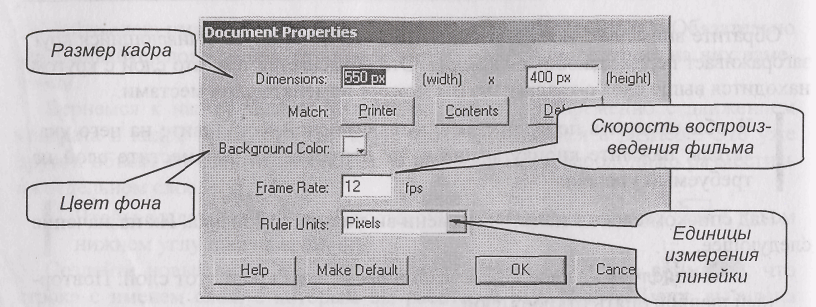 Document Properties
Размер кадра
Dimensions: 550 px (width) x 400 px (height)
Match: Printer Contents
Скорость воспроиз-
ведения фильма
Background Color:
Цвет фона
Frame Rate: 12 fps
Ruler Units: Pixels
Единицы
измерения
линейки
Help Make Default OK